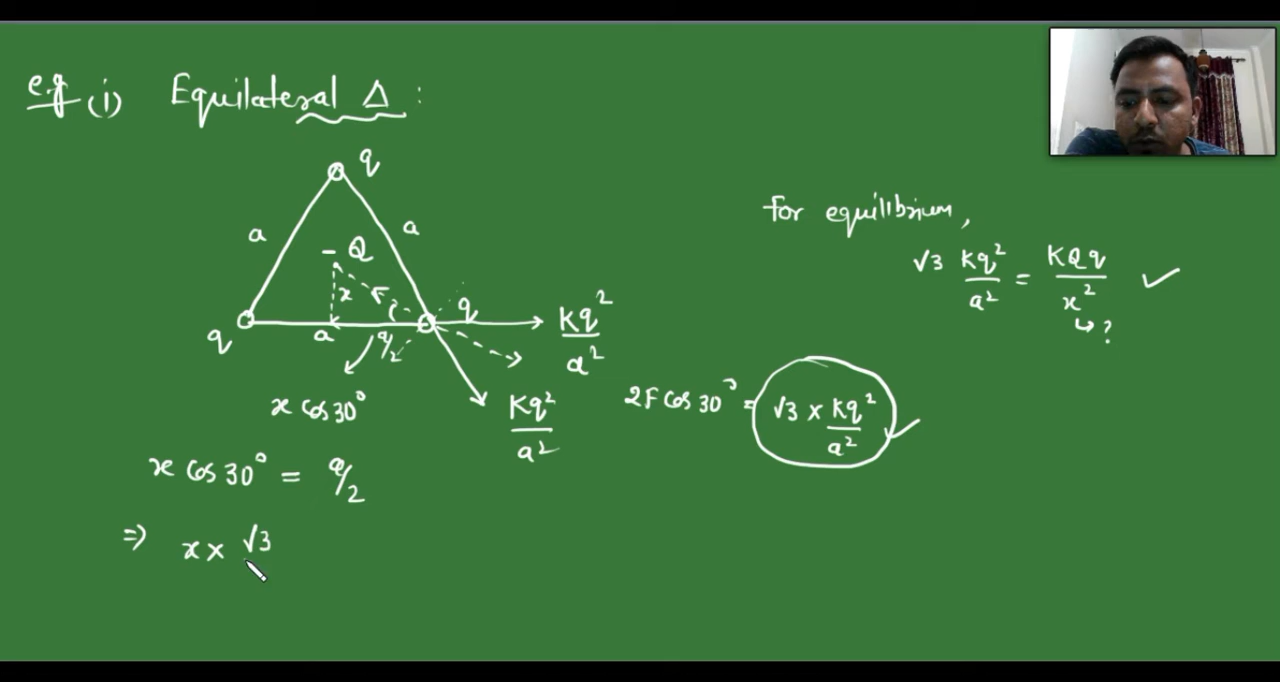 e.g (i) Equilateral Δ :
q
a
a
- Q
x
q
q
a
a/2
Kq²/a²
Kq²/a²
x cos 30°
x cos 30° = a/2
⇒ x × √3
2F cos 30° = √3 × Kq²/a²
for equilibrium,
√3 Kq²/a² = KQq/x² ✓
↳ ?